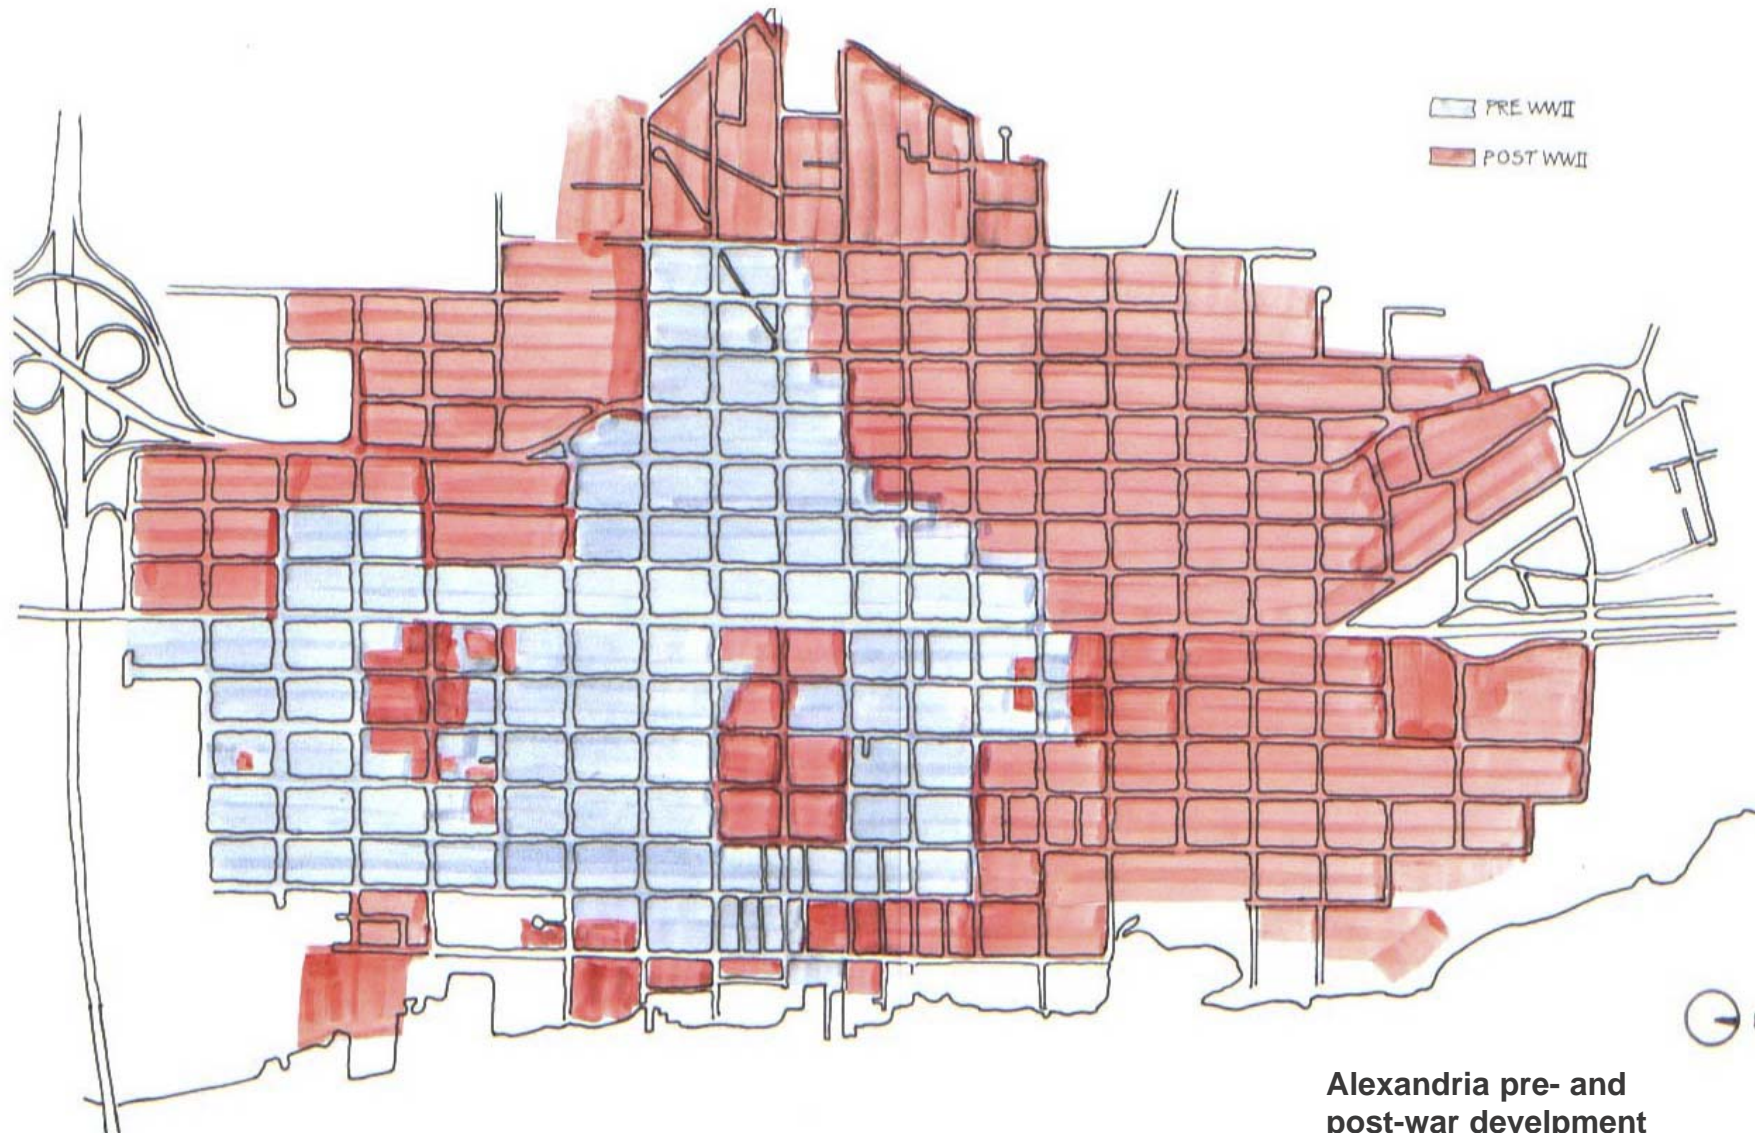 PRE WWII
POST WWII
Alexandria pre- and
post-war develpment